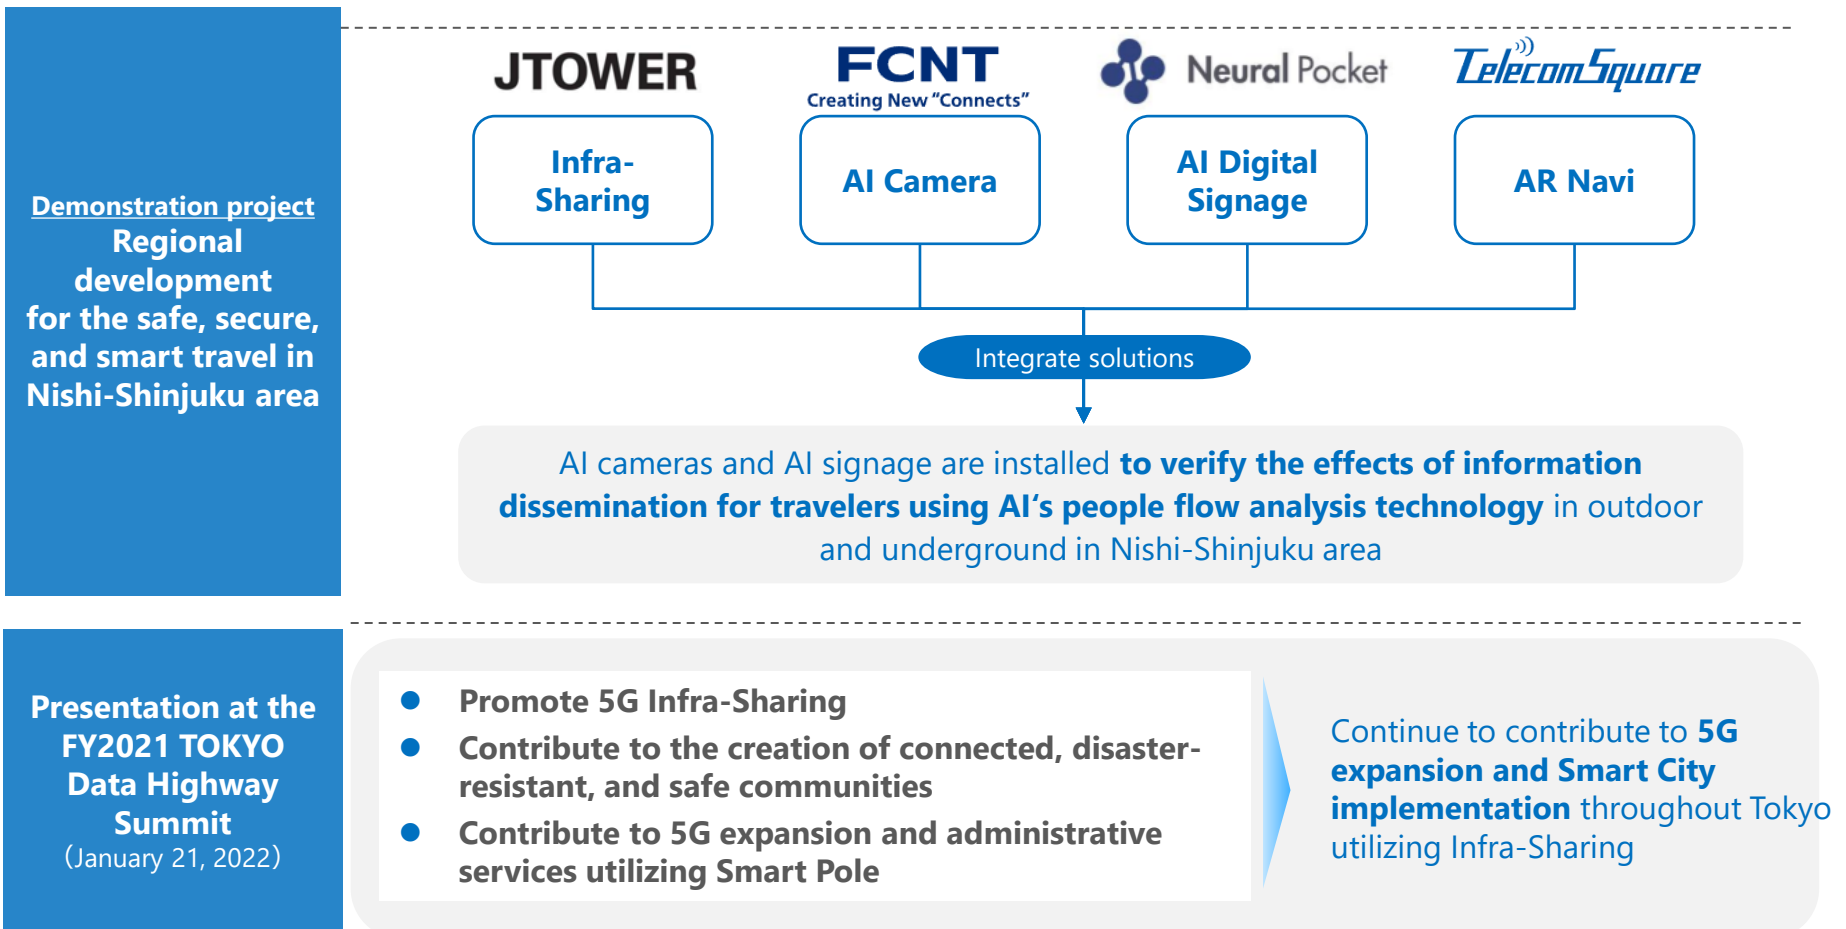 Demonstration project
Regional
development
for the safe, secure,
and smart travel in
Nishi-Shinjuku area
JTOWER
FCNT
Creating New "Connects"
Neural Pocket
TelecomSquare
Infra-
Sharing
AI Camera
AI Digital
Signage
AR Navi
Integrate solutions
AI cameras and AI signage are installed to verify the effects of information
dissemination for travelers using AI‘s people flow analysis technology in outdoor
and underground in Nishi-Shinjuku area
Presentation at the
FY2021 TOKYO
Data Highway
Summit
（January 21, 2022）
● Promote 5G Infra-Sharing
● Contribute to the creation of connected, disaster-
resistant, and safe communities
● Contribute to 5G expansion and administrative
services utilizing Smart Pole
Continue to contribute to 5G
expansion and Smart City
implementation throughout Tokyo
utilizing Infra-Sharing